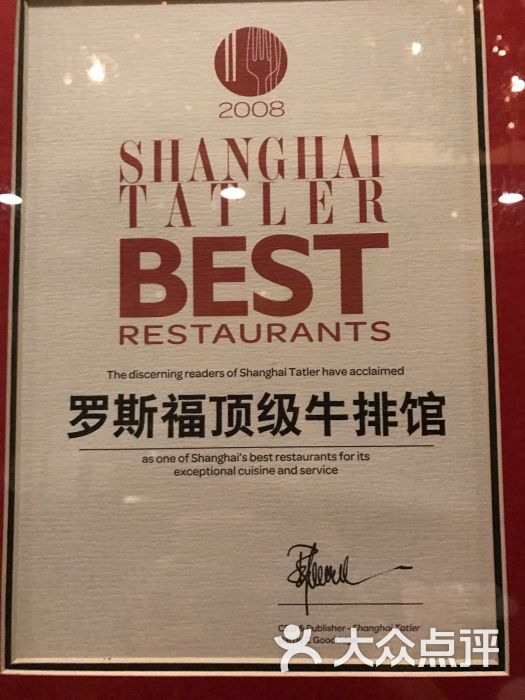 2008
SHANGHAI
TATLER
BEST
RESTAURANTS
The discerning readers of Shanghai Tatler have acclaimed
罗斯福顶级牛排馆
as one of Shanghai's best restaurants for its
exceptional cuisine and service
& Publisher - Shanghai Tatler
大众点评